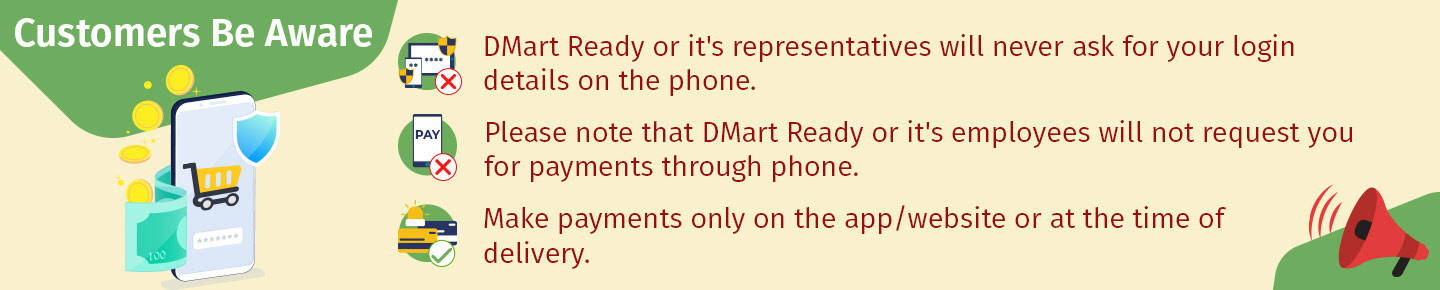 Customers Be Aware
DMart Ready or it's representatives will never ask for your login
details on the phone.
PAY
Please note that DMart Ready or it's employees will not request you
for payments through phone.
Make payments only on the app/website or at the time of
delivery.
100